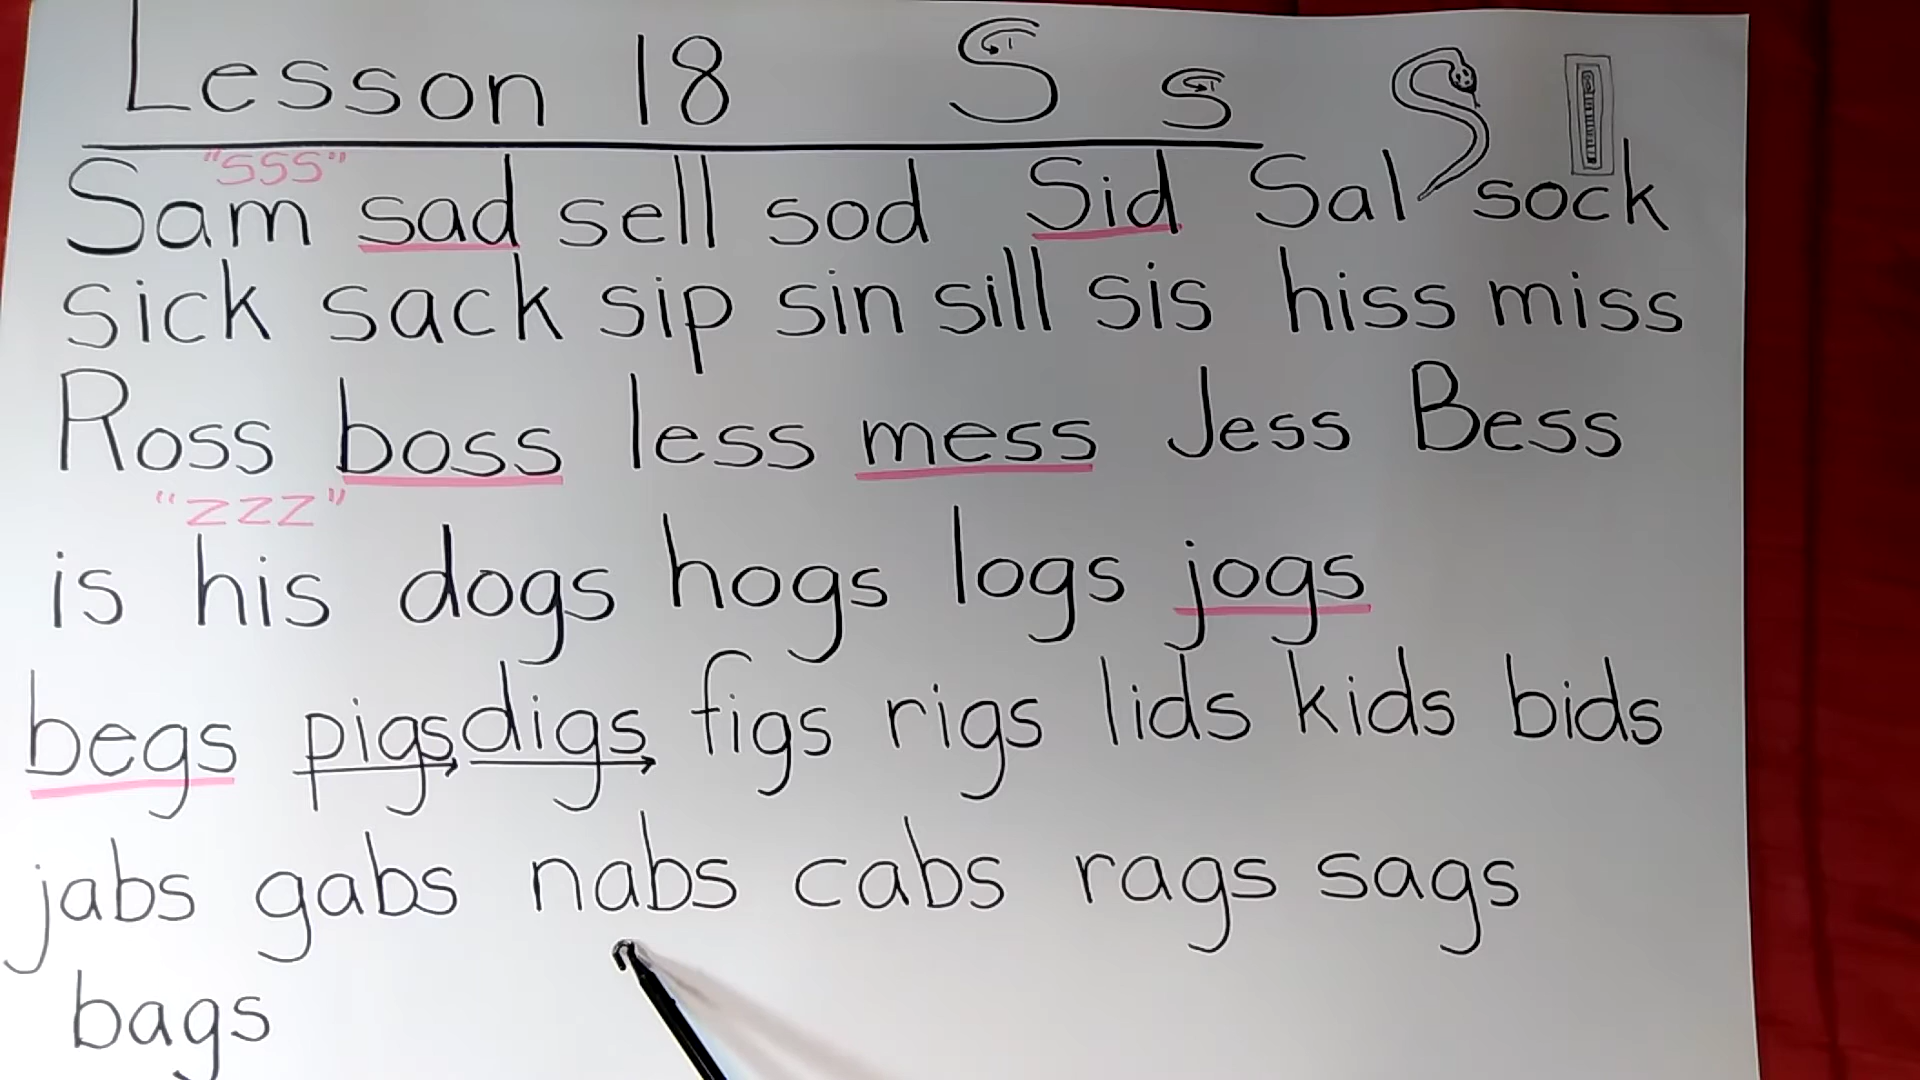 Lesson 18 S s
"SSS"
Sam sad sell sod Sid Sal sock
sick sack sip sin sill sis hiss miss
Ross boss less mess Jess Bess
"ZZZ"
is his dogs hogs logs jogs
begs pigs digs figs rigs lids kids bids
jabs gabs nabs cabs rags sags
bags